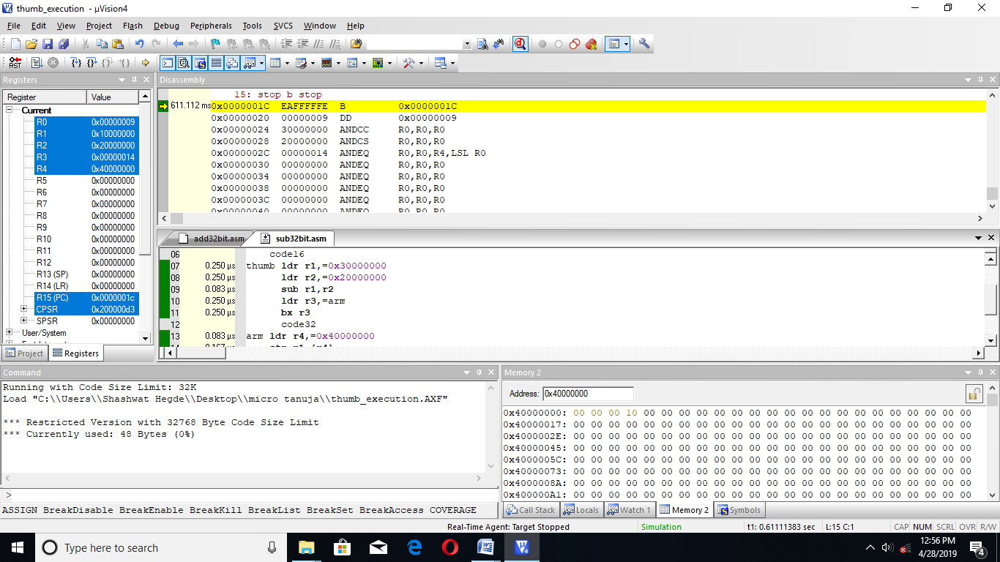 thumb_execution - µVision4
File Edit View Project Flash Debug Peripherals Tools SVCS Window Help
RST
Registers
Register Value
Current
R0 0x00000009
R1 0x10000000
R2 0x20000000
R3 0x00000014
R4 0x40000000
R5 0x00000000
R6 0x00000000
R7 0x00000000
R8 0x00000000
R9 0x00000000
R10 0x00000000
R11 0x00000000
R12 0x00000000
R13 (SP) 0x00000000
R14 (LR) 0x00000000
R15 (PC) 0x0000001c
CPSR 0x200000d3
SPSR 0x00000000
User/System
Project Registers
Disassembly
15: stop b stop
611.112 ms 0x0000001C EAFFFFFE B 0x0000001C
0x00000020 00000009 DD 0x00000009
0x00000024 30000000 ANDCC R0,R0,R0
0x00000028 20000000 ANDCS R0,R0,R0
0x0000002C 00000014 ANDEQ R0,R0,R4,LSL R0
0x00000030 00000000 ANDEQ R0,R0,R0
0x00000034 00000000 ANDEQ R0,R0,R0
0x00000038 00000000 ANDEQ R0,R0,R0
0x0000003C 00000000 ANDEQ R0,R0,R0
0x00000040 00000000 ANDEQ R0,R0,R0
add32bit.asm sub32bit.asm
06 code16
07 0.250 µs thumb ldr r1,=0x30000000
08 0.250 µs ldr r2,=0x20000000
09 0.083 µs sub r1,r2
10 0.250 µs ldr r3,=arm
11 0.250 µs bx r3
12 code32
13 0.083 µs arm ldr r4,=0x40000000
14 0.167 µs str r1,[r4]
Command
Running with Code Size Limit: 32K
Load "C:\\Users\\Shashwat Hegde\\Desktop\\micro tanuja\\thumb_execution.AXF"
*** Restricted Version with 32768 Byte Code Size Limit
*** Currently used: 48 Bytes (0%)
>
ASSIGN BreakDisable BreakEnable BreakKill BreakList BreakSet BreakAccess COVERAGE
Memory 2
Address: 0x40000000
0x40000000: 00 00 00 10 00 00 00 00 00 00 00 00 00 00 00 00 00 00 00 00 00 00 00
0x40000017: 00 00 00 00 00 00 00 00 00 00 00 00 00 00 00 00 00 00 00 00 00 00 00
0x4000002E: 00 00 00 00 00 00 00 00 00 00 00 00 00 00 00 00 00 00 00 00 00 00 00
0x40000045: 00 00 00 00 00 00 00 00 00 00 00 00 00 00 00 00 00 00 00 00 00 00 00
0x4000005C: 00 00 00 00 00 00 00 00 00 00 00 00 00 00 00 00 00 00 00 00 00 00 00
0x40000073: 00 00 00 00 00 00 00 00 00 00 00 00 00 00 00 00 00 00 00 00 00 00 00
0x4000008A: 00 00 00 00 00 00 00 00 00 00 00 00 00 00 00 00 00 00 00 00 00 00 00
0x400000A1: 00 00 00 00 00 00 00 00 00 00 00 00 00 00 00 00 00 00 00 00 00 00 00
Call Stack Locals Watch 1 Memory 2 Symbols
Real-Time Agent: Target Stopped Simulation t1: 0.61111383 sec L:15 C:1 CAP NUM SCRL OVR R/W
Type here to search
12:56 PM
4/28/2019
4